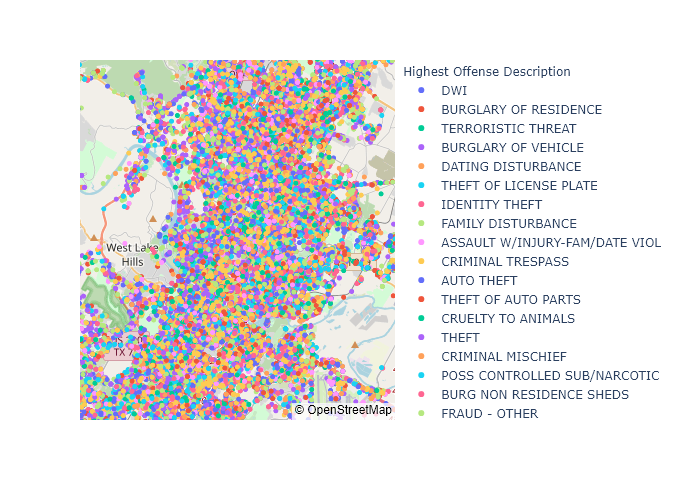 Highest Offense Description
DWI
BURGLARY OF RESIDENCE
TERRORISTIC THREAT
BURGLARY OF VEHICLE
DATING DISTURBANCE
THEFT OF LICENSE PLATE
IDENTITY THEFT
FAMILY DISTURBANCE
ASSAULT W/INJURY-FAM/DATE VIOL
CRIMINAL TRESPASS
AUTO THEFT
THEFT OF AUTO PARTS
CRUELTY TO ANIMALS
THEFT
CRIMINAL MISCHIEF
POSS CONTROLLED SUB/NARCOTIC
BURG NON RESIDENCE SHEDS
FRAUD - OTHER
West Lake
Hills
TX
© OpenStreetMap